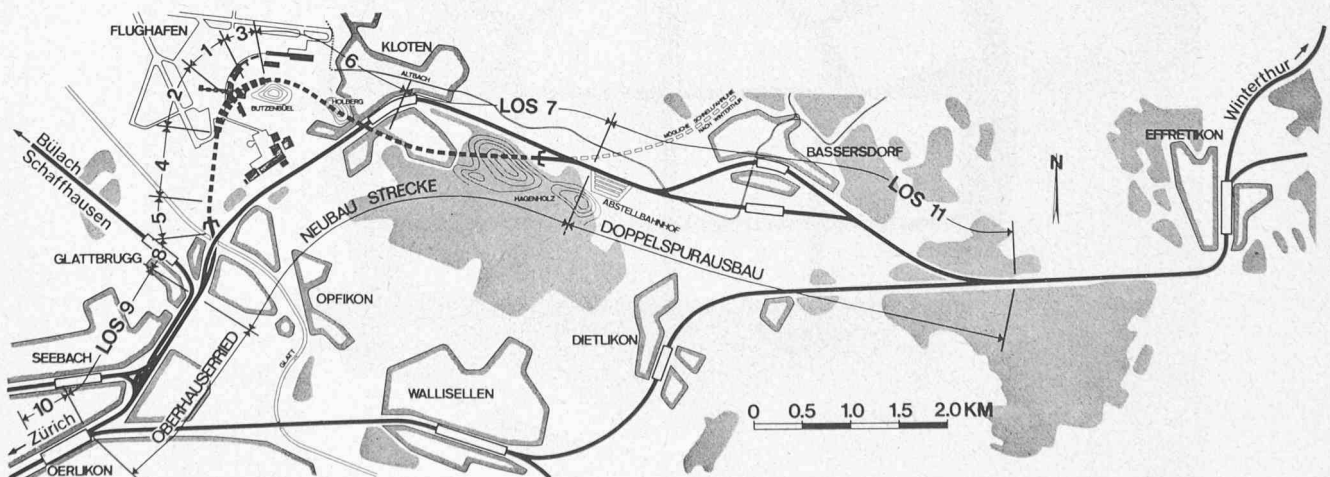 FLUGHAFEN
1
3
2
4
5
6
KLOTEN
ALTBACH
BUTZENBÜEL
HOLBERG
LOS 7
MÖGLICHE SCHNELLBAHNLINIE
NACH WINTERTHUR
BASSERSDORF
LOS 11
N
EFFRETIKON
Winterthur
Bülach
Schaffhausen
NEUBAU STRECKE
HAGENHOLZ
ABSTELLBAHNHOF
DOPPELSPURAUSBAU
GLATTBRUGG
8
LOS 9
OPFIKON
SEEBACH
OBERHAUSERRIED
GLATT
DIETLIKON
WALLISELLEN
10
Zürich
OERLIKON
0 0.5 1.0 1.5 2.0 KM